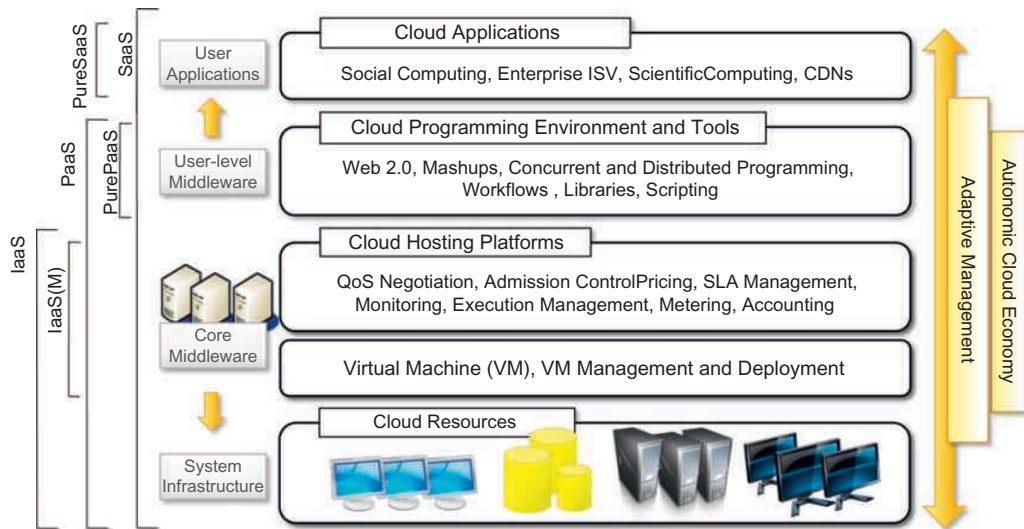 PureSaaS
SaaS
User
Applications
Cloud Applications
Social Computing, Enterprise ISV, ScientificComputing, CDNs
PaaS
PurePaaS
User-level
Middleware
Cloud Programming Environment and Tools
Web 2.0, Mashups, Concurrent and Distributed Programming,
Workflows , Libraries, Scripting
IaaS
IaaS(M)
Core
Middleware
Cloud Hosting Platforms
QoS Negotiation, Admission ControlPricing, SLA Management,
Monitoring, Execution Management, Metering, Accounting
Virtual Machine (VM), VM Management and Deployment
System
Infrastructure
Cloud Resources
Adaptive Management
Autonomic Cloud Economy